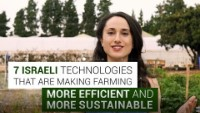 7 ISRAELI TECHNOLOGIES
THAT ARE MAKING FARMING
MORE EFFICIENT AND
MORE SUSTAINABLE